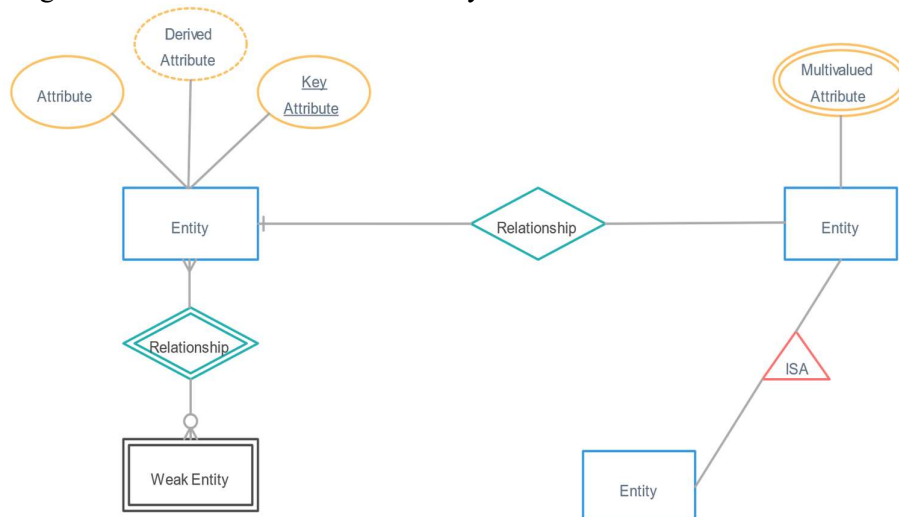 Derived
Attribute
Attribute
Key
Attribute
Multivalued
Attribute
Entity
Relationship
Entity
Relationship
ISA
Weak Entity
Entity